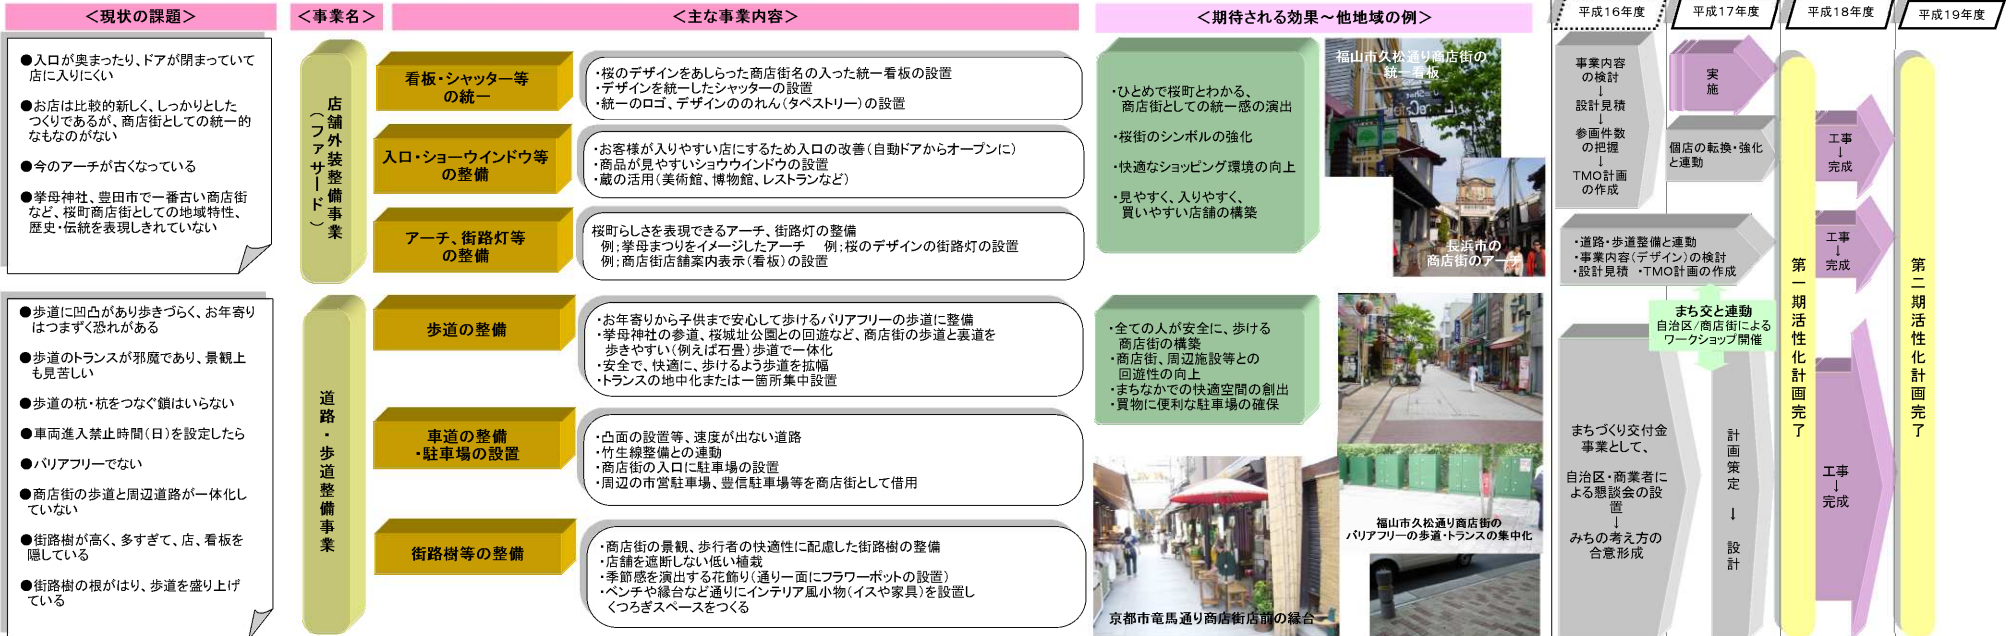 ＜現状の課題＞
●入口が奥まったり、ドアが閉まっていて
店に入りにくい
●お店は比較的新しく、しっかりとした
つくりであるが、商店街としての統一的
なものがない
●今のアーチが古くなっている
●挙母神社、豊田市で一番古い商店街
など、桜町商店街としての地域特性、
歴史・伝統を表現しきれていない
●歩道に凹凸があり歩きづらく、お年寄り
はつまずく恐れがある
●歩道のトランスが邪魔であり、景観上
も見苦しい
●歩道の杭・杭をつなぐ鎖はいらない
●車両進入禁止時間（日）を設定したら
●バリアフリーでない
●商店街の歩道と周辺道路が一体化し
ていない
●街路樹が高く、多すぎて、店、看板を
隠している
●街路樹の根がはり、歩道を盛り上げ
ている
＜事業名＞
店舗外装整備事業
（ファサード）
道路・歩道整備事業
＜主な事業内容＞
看板・シャッター等
の統一
・桜のデザインをあしらった商店街名の入った統一看板の設置
・デザインを統一したシャッターの設置
・統一のロゴ、デザインののれん（タペストリー）の設置
入口・ショーウインドウ等
の整備
・お客様が入りやすい店にするため入口の改善（自動ドアからオープンに）
・商品が見やすいショウウインドウの設置
・蔵の活用（美術館、博物館、レストランなど）
アーチ、街路灯等
の整備
桜町らしさを表現できるアーチ、街路灯の整備
例；挙母まつりをイメージしたアーチ　例；桜のデザインの街路灯の設置
例；商店街店舗案内表示（看板）の設置
歩道の整備
・お年寄りから子供まで安心して歩けるバリアフリーの歩道に整備
・挙母神社の参道、桜城址公園との回遊など、商店街の歩道と裏道を
歩きやすい（例えば石畳）歩道で一体化
・安全で、快適に、歩けるよう歩道を拡幅
・トランスの地中化または一箇所集中設置
車道の整備
・駐車場の設置
・凸面の設置等、速度が出ない道路
・竹生線整備との連動
・商店街の入口に駐車場の設置
・周辺の市営駐車場、豊信駐車場等を商店街として借用
街路樹等の整備
・商店街の景観、歩行者の快適性に配慮した街路樹の整備
・店舗を遮断しない低い植栽
・季節感を演出する花飾り（通り一面にフラワーポットの設置）
・ベンチや縁台など通りにインテリア風小物（イスや家具）を設置し
くつろぎスペースをつくる
＜期待される効果～他地域の例＞
・ひとめで桜町とわかる、
商店街としての統一感の演出
・桜街のシンボルの強化
・快適なショッピング環境の向上
・見やすく、入りやすく、
買いやすい店舗の構築
福山市久松通り商店街の
統一看板
長浜市の
商店街のアーチ
・全ての人が安全に、歩ける
商店街の構築
・商店街、周辺施設等との
回遊性の向上
・まちなかでの快適空間の創出
・買物に便利な駐車場の確保
福山市久松通り商店街の
バリアフリーの歩道・トランスの集中化
京都市竜馬通り商店街店前の縁台
平成16年度
平成17年度
平成18年度
平成19年度
事業内容
の検討
↓
設計見積
↓
参画件数
の把握
↓
TMO計画
の作成
実
施
個店の転換・強化
と連動
工事
↓
完成
・道路・歩道整備と連動
・事業内容（デザイン）の検討
・設計見積　・TMO計画の作成
工事
↓
完成
まち交と連動
自治区/商店街による
ワークショップ開催
まちづくり交付金
事業として、
自治区・商業者に
よる懇談会の設
置
↓
みちの考え方の
合意形成
計画策定
↓
設計
工事
↓
完成
第一期活性化計画完了
第二期活性化計画完了